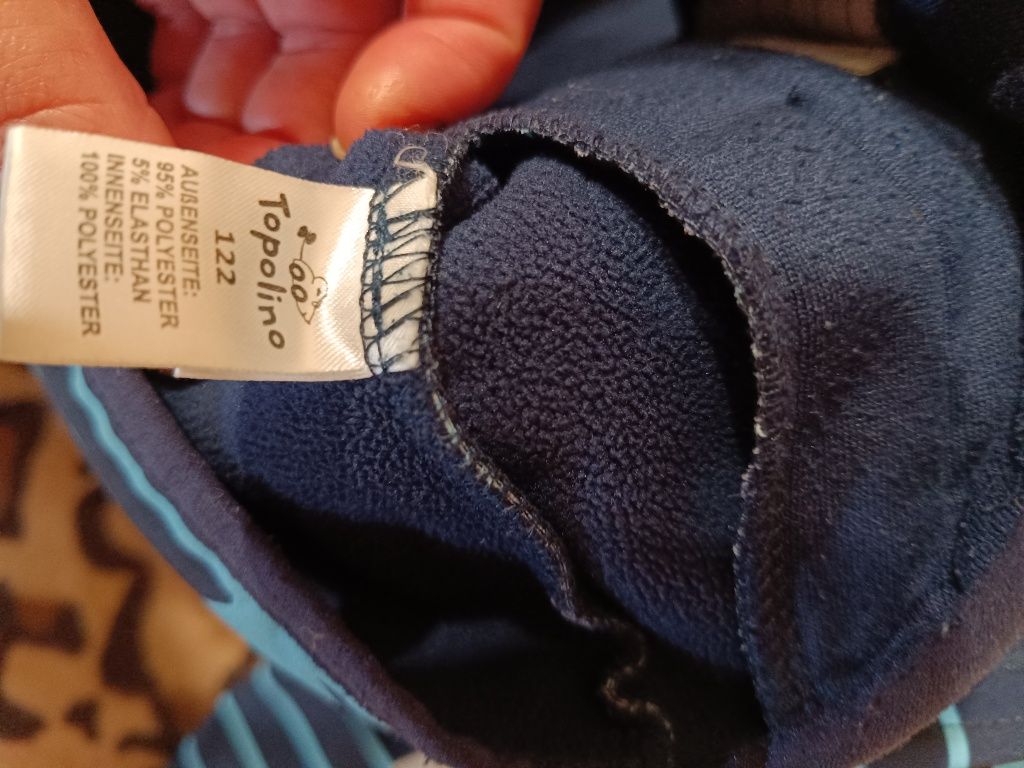 Topolino
122
AUßENSEITE:
95% POLYESTER
5% ELASTHAN
INNENSEITE:
100% POLYESTER